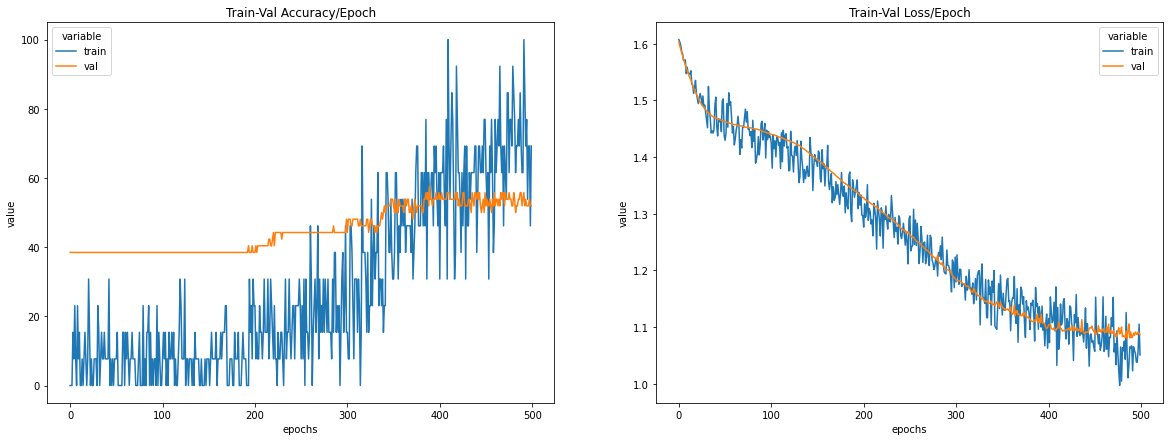 Train-Val Accuracy/Epoch
variable
train
val
value
100
80
60
40
20
0
0
100
200
300
400
500
epochs
Train-Val Loss/Epoch
variable
train
val
value
1.6
1.5
1.4
1.3
1.2
1.1
1.0
0
100
200
300
400
500
epochs